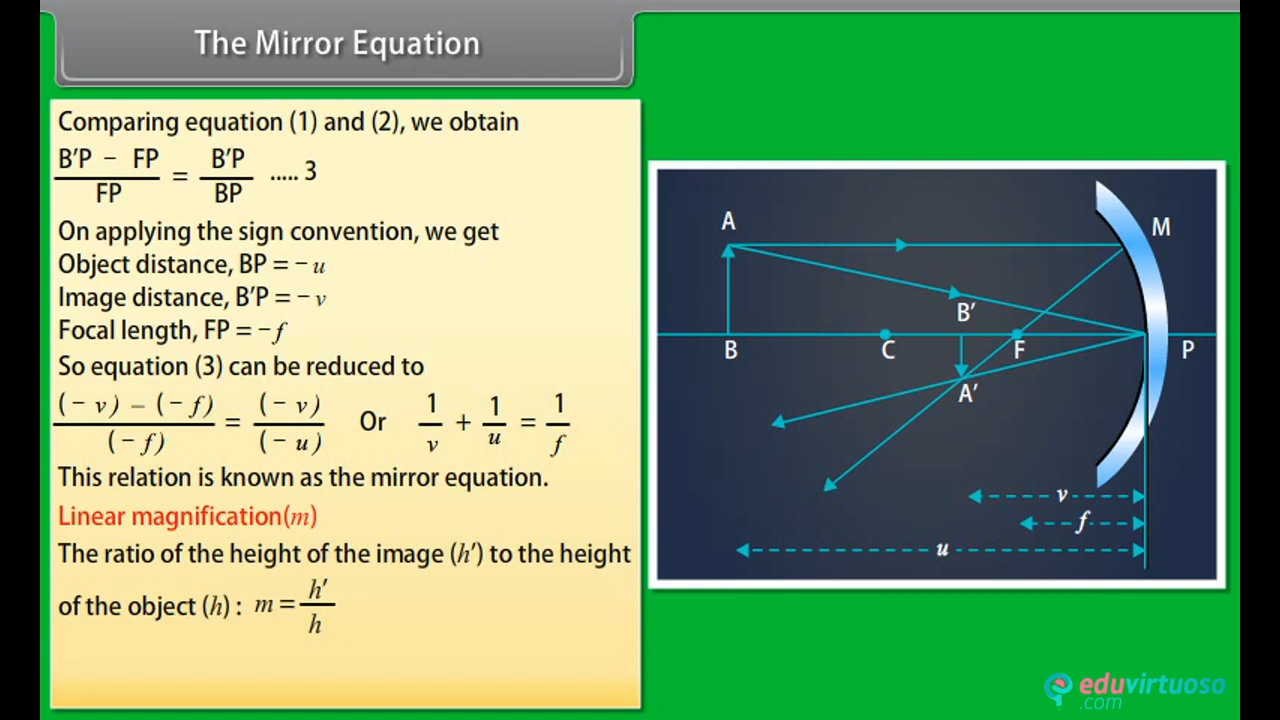 The Mirror Equation
Comparing equation (1) and (2), we obtain
B′P − FP / FP = B′P / BP ..... 3
On applying the sign convention, we get
Object distance, BP = − u
Image distance, B′P = − v
Focal length, FP = − f
So equation (3) can be reduced to
(− v) − (− f) / (− f) = (− v) / (− u) Or 1/v + 1/u = 1/f
This relation is known as the mirror equation.
Linear magnification(m)
The ratio of the height of the image (h′) to the height
of the object (h) : m = h′/h
A
M
B′
B
C
F
P
A′
v
f
u
eduvirtuoso
.com